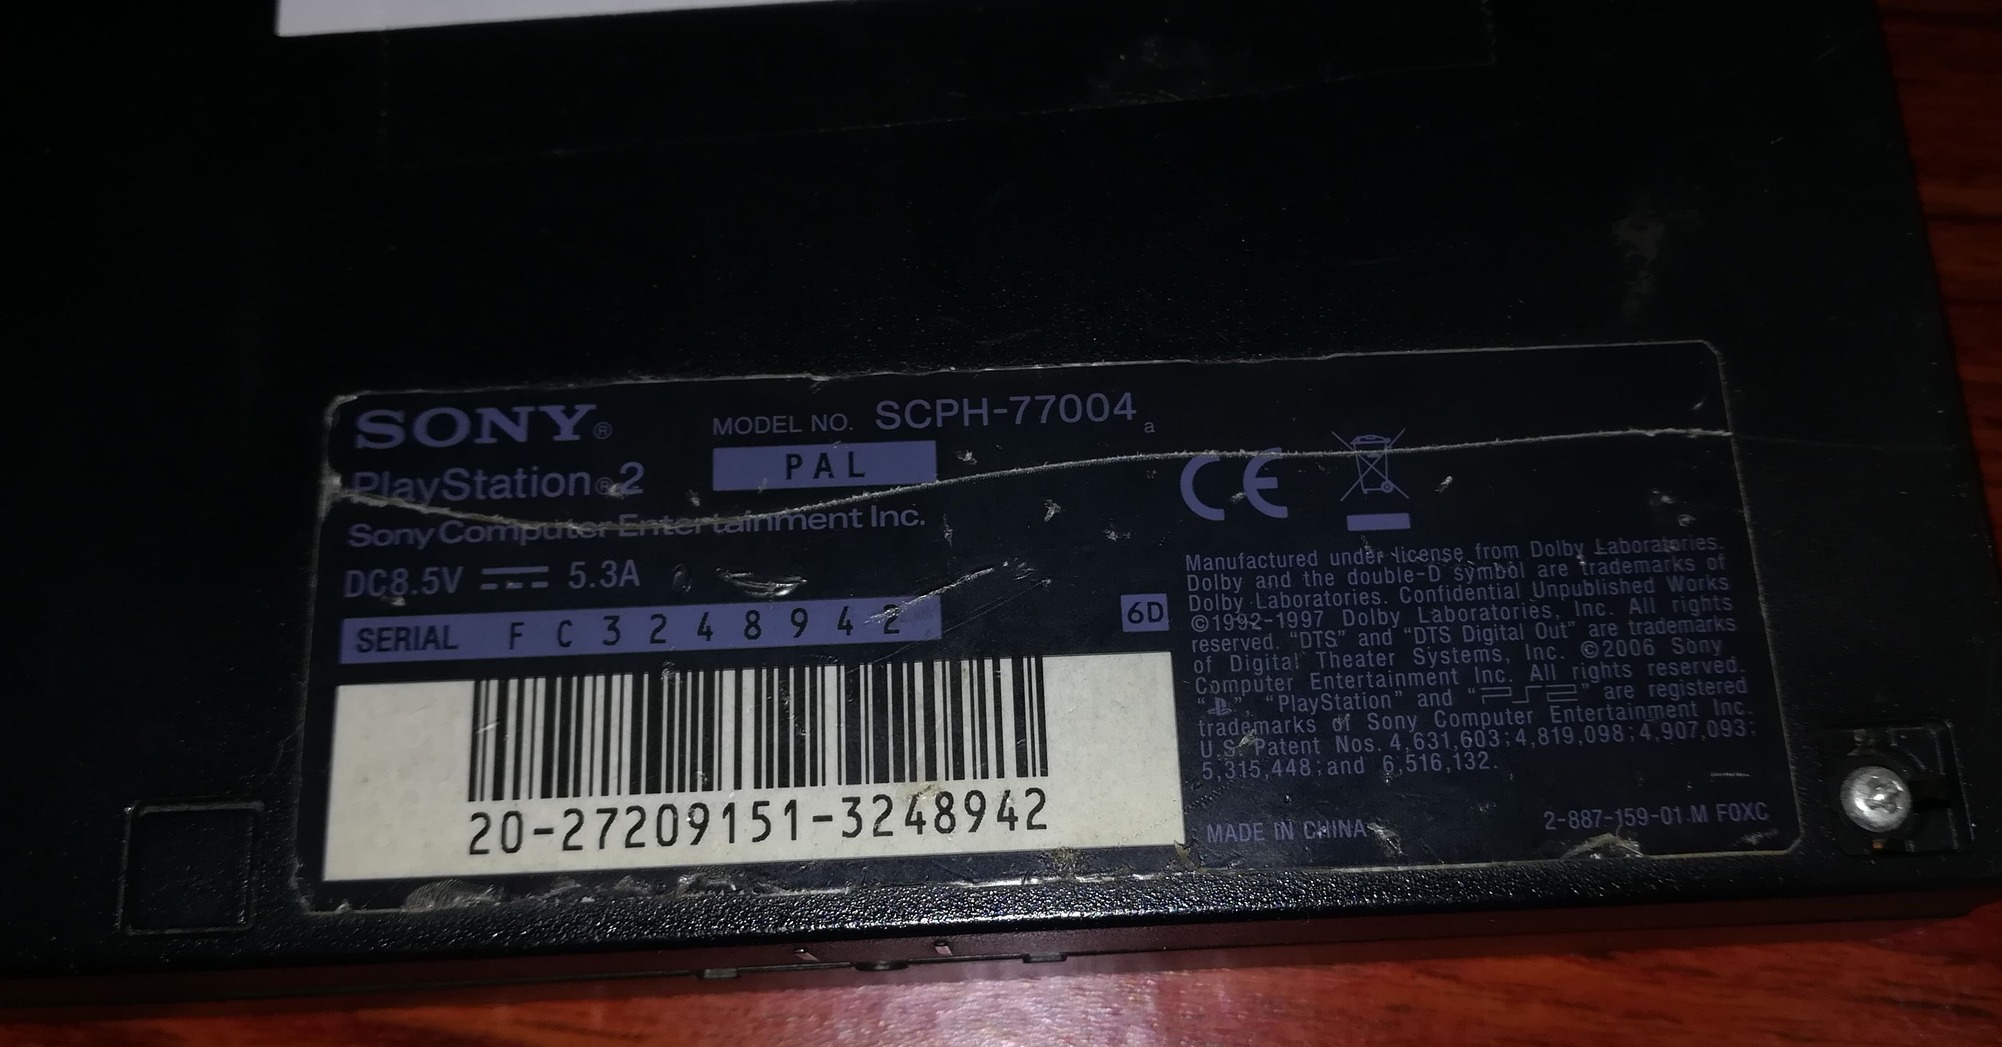 SONY®
MODEL NO. SCPH-77004 a
PlayStation®2
PAL
Sony Computer Entertainment Inc.
DC8.5V 5.3A
SERIAL FC3248942
6D
20-27209151-3248942
CE
Manufactured under license from Dolby Laboratories.
Dolby and the double-D symbol are trademarks of
Dolby Laboratories. Confidential Unpublished Works
©1992-1997 Dolby Laboratories, Inc. All rights
reserved. “DTS” and “DTS Digital Out” are trademarks
of Digital Theater Systems, Inc. ©2006 Sony
Computer Entertainment Inc. All rights reserved.
“ ”, “PlayStation” and “PS2” are registered
trademarks of Sony Computer Entertainment Inc.
U.S. Patent Nos. 4,631,603;4,819,098;4,907,093;
5,315,448;and 6,516,132.
MADE IN CHINA
2-887-159-01 M FOXC